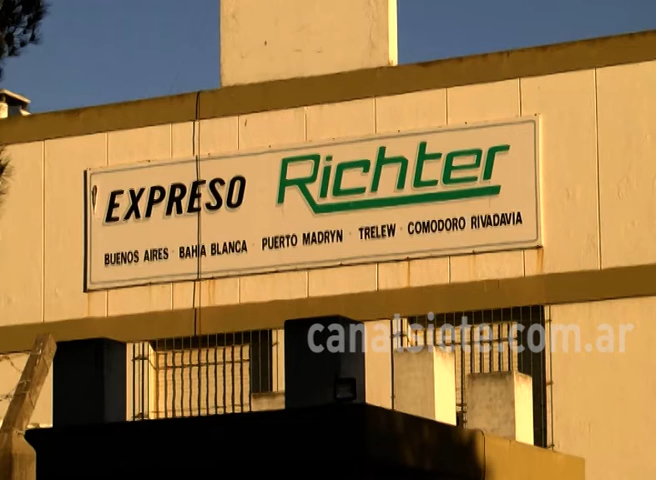 EXPRESO Richter
BUENOS AIRES · BAHIA BLANCA · PUERTO MADRYN · TRELEW · COMODORO RIVADAVIA
canalsiete.com.ar